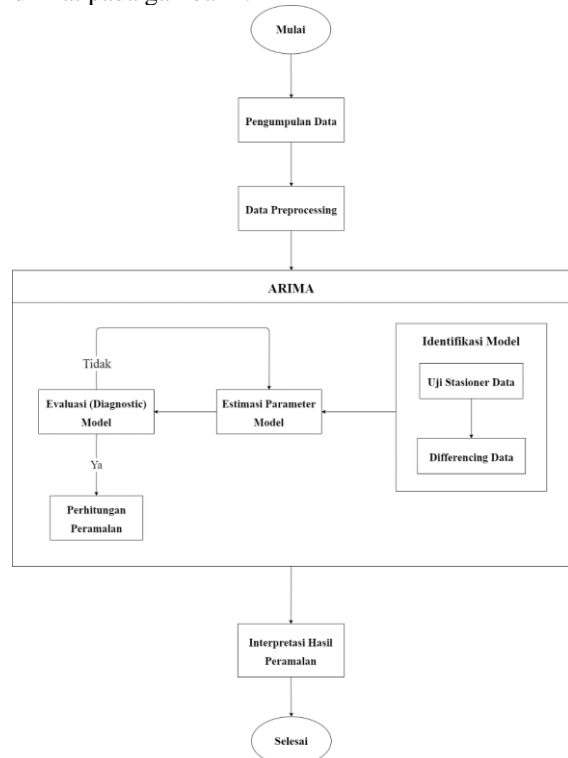 Mulai
Pengumpulan Data
Data Preprocessing
ARIMA
Identifikasi Model
Uji Stasioner Data
Differencing Data
Estimasi Parameter
Model
Tidak
Evaluasi (Diagnostic)
Model
Ya
Perhitungan
Peramalan
Interpretasi Hasil
Peramalan
Selesai